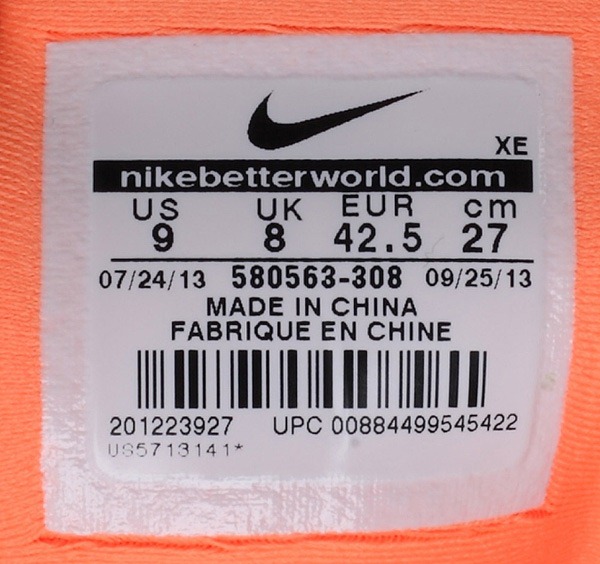 XE
nikebetterworld.com
US UK EUR cm
9 8 42.5 27
07/24/13 580563-308 09/25/13
MADE IN CHINA
FABRIQUE EN CHINE
201223927 UPC 00884499545422
US5713141*